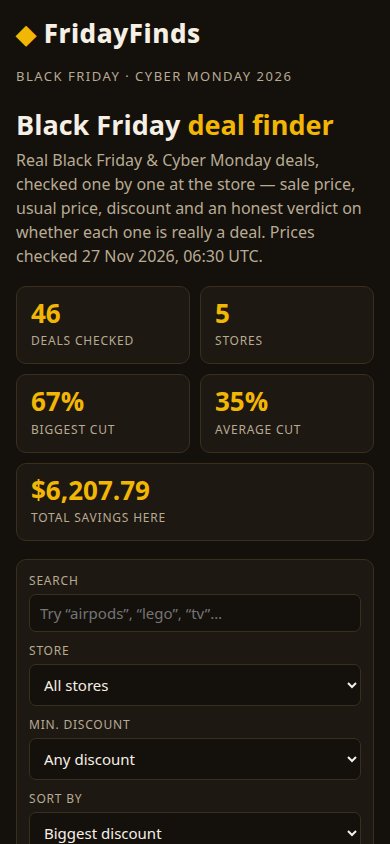 ◆ FridayFinds
BLACK FRIDAY · CYBER MONDAY 2026
Black Friday deal finder
Real Black Friday & Cyber Monday deals,
checked one by one at the store — sale price,
usual price, discount and an honest verdict on
whether each one is really a deal. Prices
checked 27 Nov 2026, 06:30 UTC.
46
DEALS CHECKED
5
STORES
67%
BIGGEST CUT
35%
AVERAGE CUT
$6,207.79
TOTAL SAVINGS HERE
SEARCH
Try “airpods”, “lego”, “tv”…
STORE
All stores
MIN. DISCOUNT
Any discount
SORT BY
Biggest discount